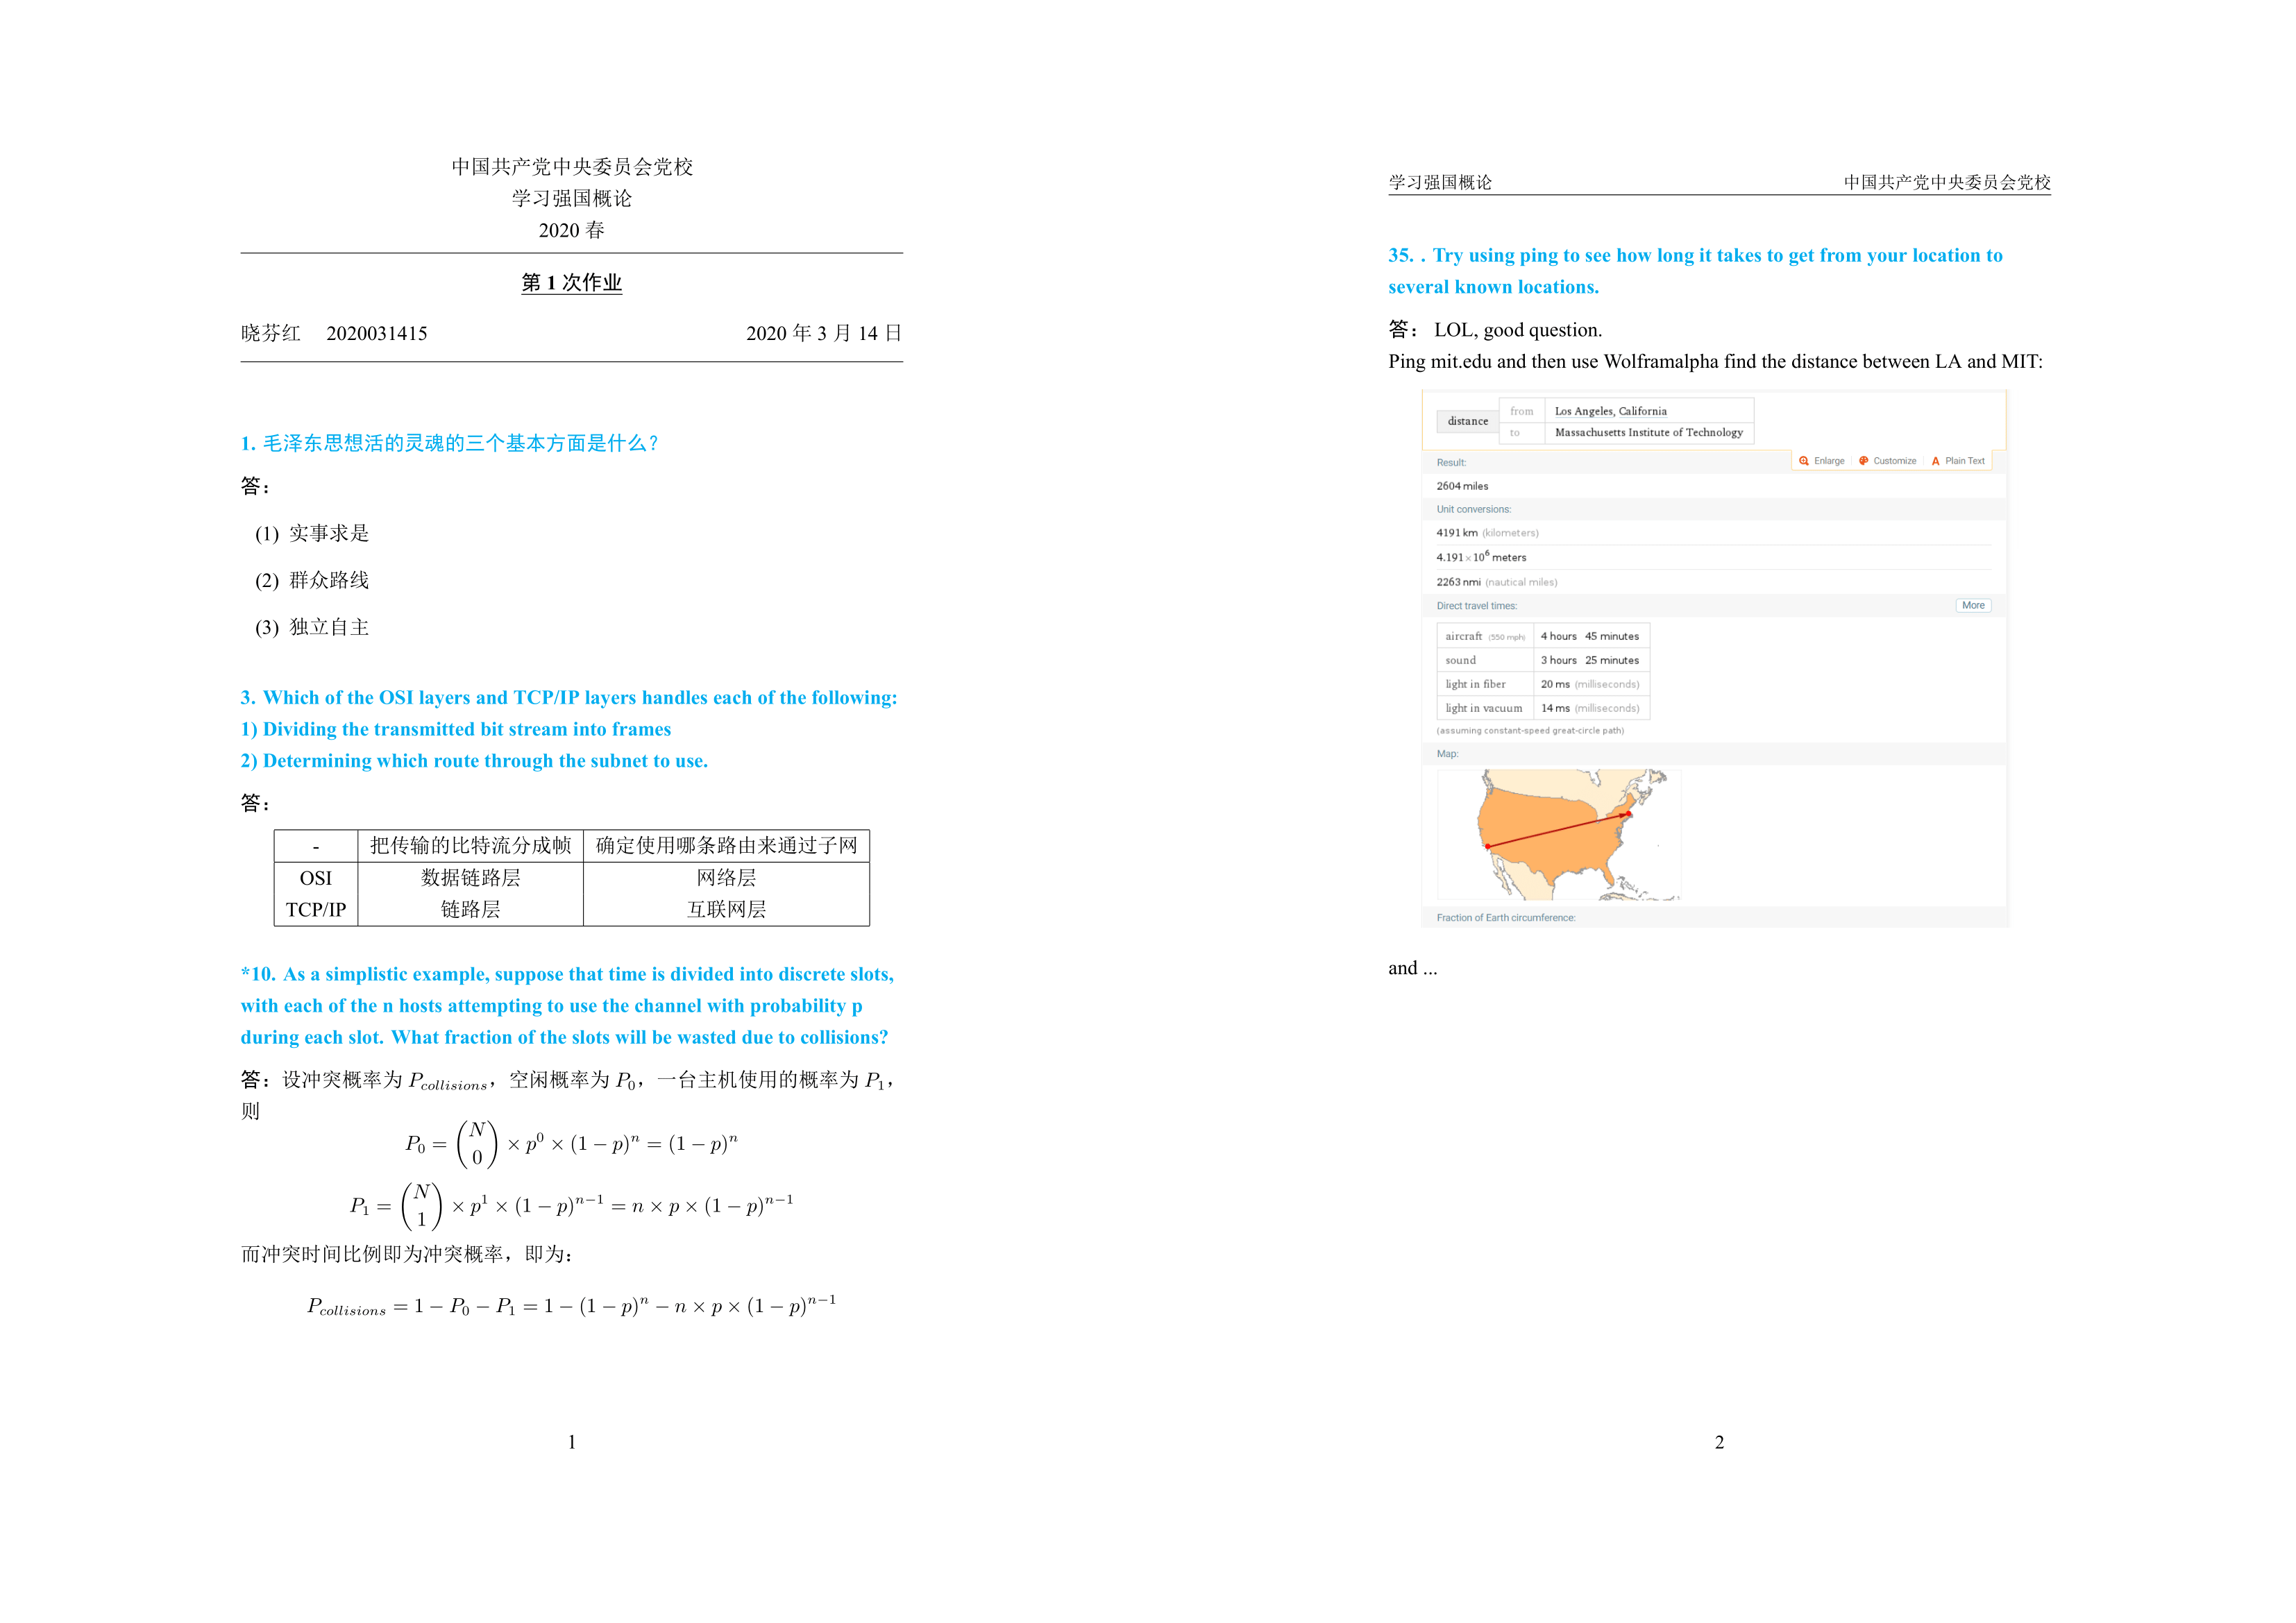 中国共产党中央委员会党校
学习强国概论
2020 春
第 1 次作业
晓芬红 2020031415 2020 年 3 月 14 日
1. 毛泽东思想活的灵魂的三个基本方面是什么？
答：
(1) 实事求是
(2) 群众路线
(3) 独立自主
3. Which of the OSI layers and TCP/IP layers handles each of the following:
1) Dividing the transmitted bit stream into frames
2) Determining which route through the subnet to use.
答：
- 把传输的比特流分成帧 确定使用哪条路由来通过子网
OSI 数据链路层 网络层
TCP/IP 链路层 互联网层
*10. As a simplistic example, suppose that time is divided into discrete slots,
with each of the n hosts attempting to use the channel with probability p
during each slot. What fraction of the slots will be wasted due to collisions?
答：设冲突概率为 P_{collisions}，空闲概率为 P_0，一台主机使用的概率为 P_1，
则
P_0 = \binom{N}{0} × p^0 × (1 − p)^n = (1 − p)^n
P_1 = \binom{N}{1} × p^1 × (1 − p)^{n−1} = n × p × (1 − p)^{n−1}
而冲突时间比例即为冲突概率，即为：
P_{collisions} = 1 − P_0 − P_1 = 1 − (1 − p)^n − n × p × (1 − p)^{n−1}
1
学习强国概论 中国共产党中央委员会党校
35. . Try using ping to see how long it takes to get from your location to
several known locations.
答： LOL, good question.
Ping mit.edu and then use Wolframalpha find the distance between LA and MIT:
distance
from Los Angeles, California
to Massachusetts Institute of Technology
Result: Enlarge Customize A Plain Text
2604 miles
Unit conversions:
4191 km (kilometers)
4.191×10^6 meters
2263 nmi (nautical miles)
Direct travel times: More
aircraft (550 mph) 4 hours 45 minutes
sound 3 hours 25 minutes
light in fiber 20 ms (milliseconds)
light in vacuum 14 ms (milliseconds)
(assuming constant-speed great-circle path)
Map:
Fraction of Earth circumference:
and ...
2